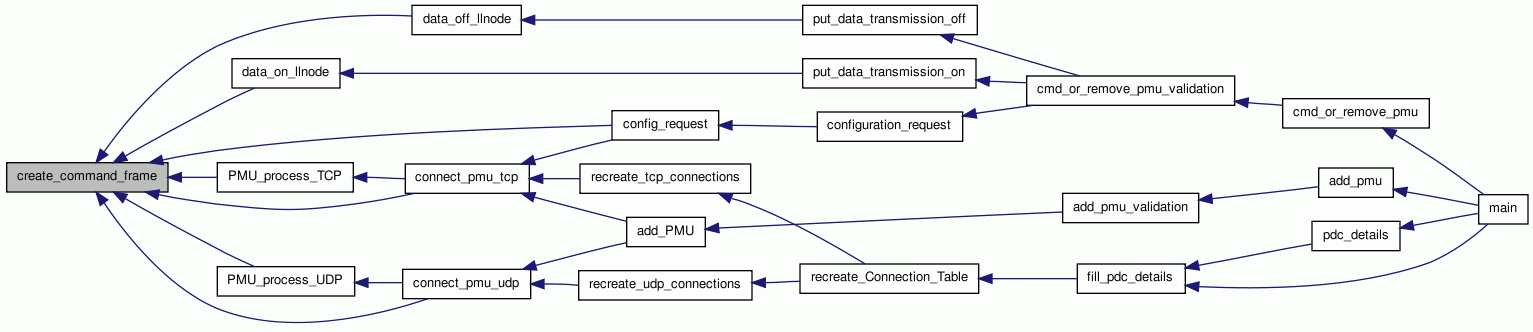 data_off_llnode
put_data_transmission_off
data_on_llnode
put_data_transmission_on
cmd_or_remove_pmu_validation
cmd_or_remove_pmu
config_request
configuration_request
create_command_frame
PMU_process_TCP
connect_pmu_tcp
recreate_tcp_connections
add_pmu
add_pmu_validation
main
add_PMU
pdc_details
PMU_process_UDP
connect_pmu_udp
recreate_udp_connections
recreate_Connection_Table
fill_pdc_details